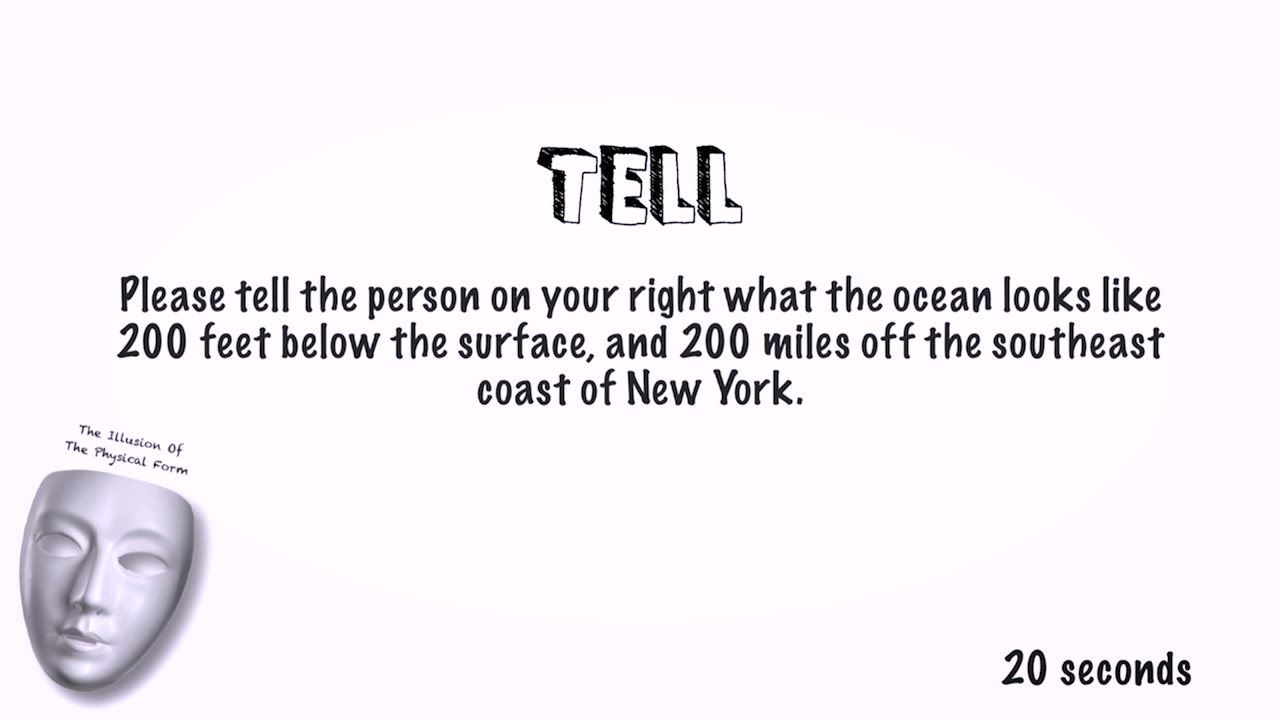 TELL
Please tell the person on your right what the ocean looks like
200 feet below the surface, and 200 miles off the southeast
coast of New York.
The Illusion Of
The Physical Form
20 seconds